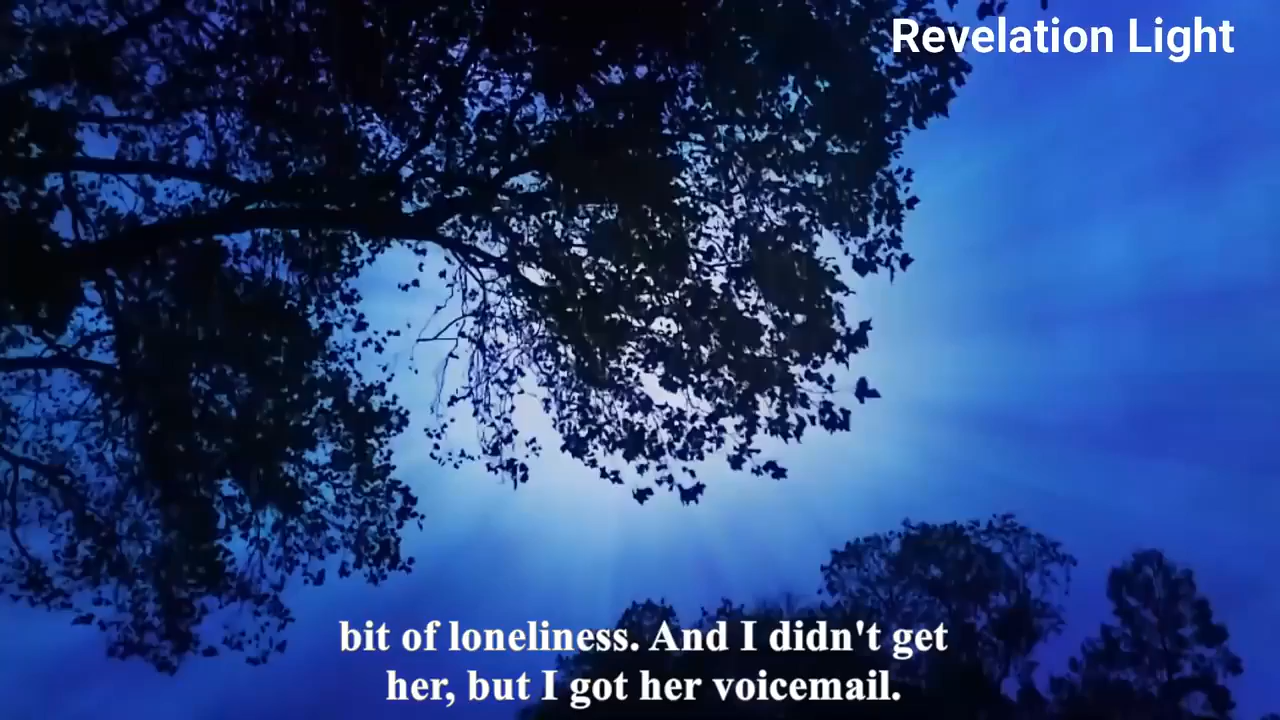 Revelation Light
bit of loneliness. And I didn't get
her, but I got her voicemail.